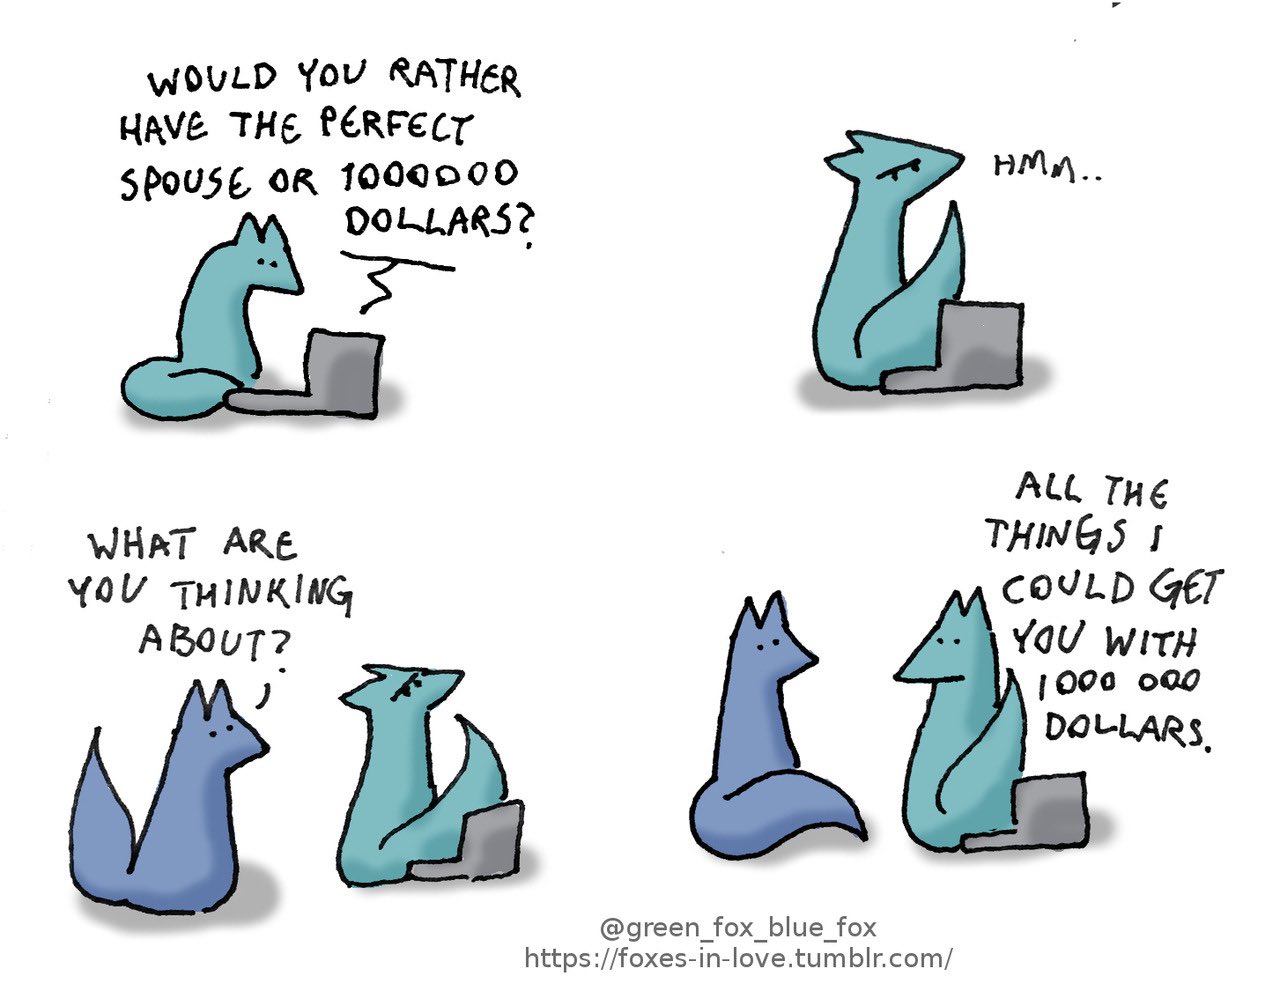 WOULD YOU RATHER
HAVE THE PERFECT
SPOUSE OR 1000000
DOLLARS?
HMM..
WHAT ARE
YOU THINKING
ABOUT?
ALL THE
THINGS I
COULD GET
YOU WITH
1000 000
DOLLARS.
@green_fox_blue_fox
https://foxes-in-love.tumblr.com/